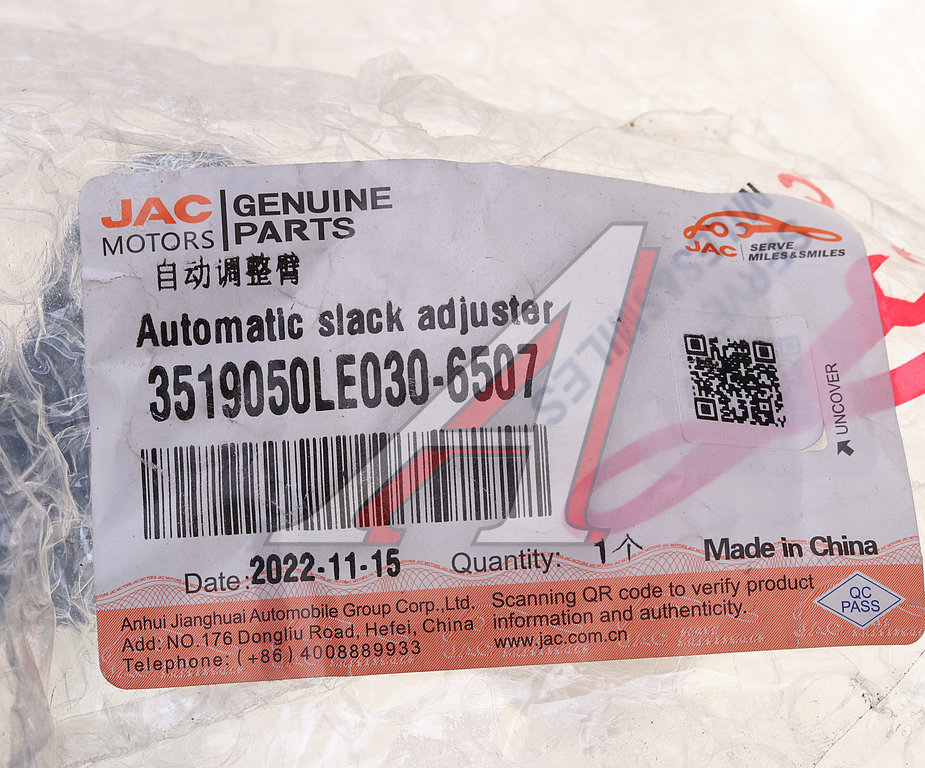 JAC
MOTORS
GENUINE
PARTS
JAC
SERVE
MILES&SMILES
自动调整臂
Automatic slack adjuster
3519050LE030-6507
UNCOVER
Date:2022-11-15
Quantity: 1个
Made in China
Anhui Jianghuai Automobile Group Corp.,Ltd.
Add: NO.176 Dongliu Road, Hefei, China
Telephone: (+86) 4008889933
Scanning QR code to verify product
information and authenticity.
www.jac.com.cn
QC
PASS